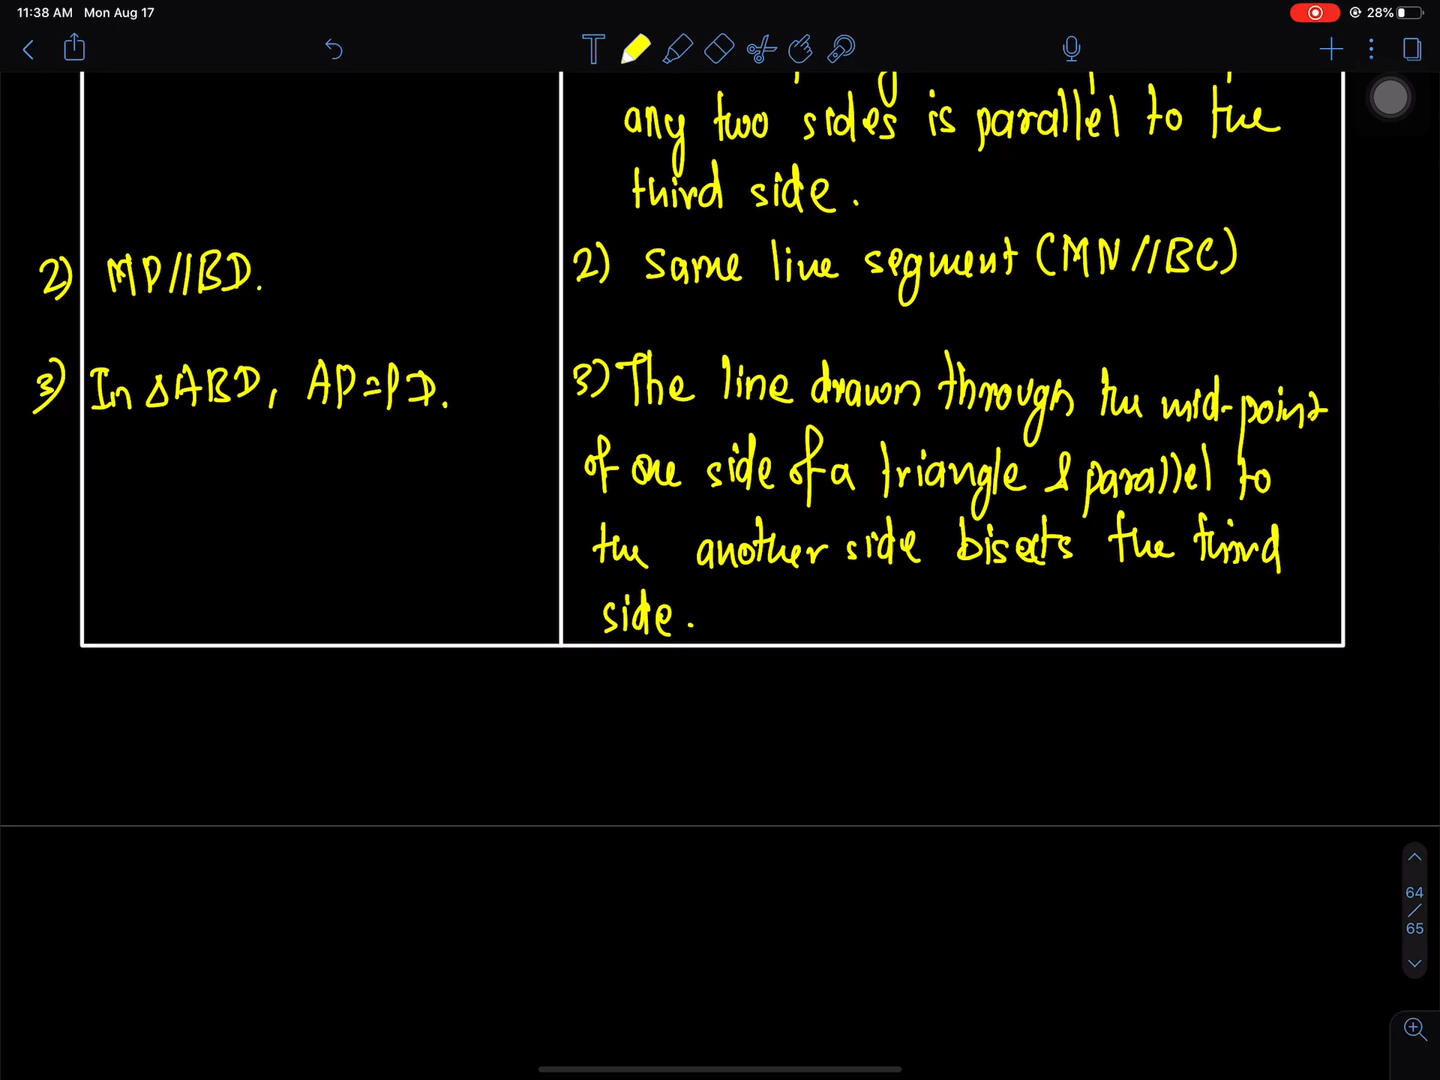 11:38 AM Mon Aug 17
28%
any two sides is parallel to the
third side.
2) MP//BD.
2) Same line segment (MN//BC)
3) In △ABD, AP=PD.
3) The line drawn through the mid-point
of one side of a triangle & parallel to
the another side bisects the third
side.
64
/
65